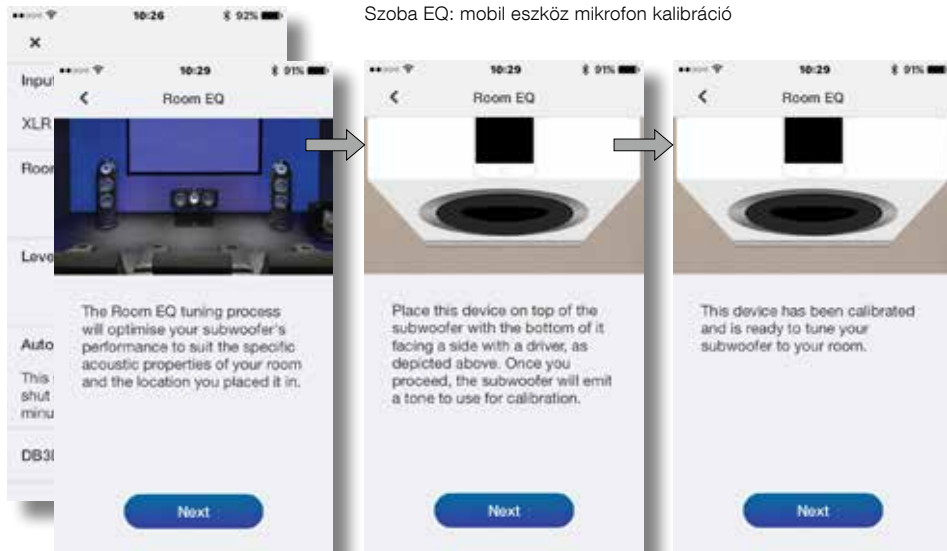 Szoba EQ: mobil eszköz mikrofon kalibráció
10:26
92%
XLR
10:29
91%
Room EQ
The Room EQ tuning process
will optimise your subwoofer's
performance to suit the specific
acoustic properties of your room
and the location you placed it in.
Next
Auto
This
shut
minu
10:29
91%
Room EQ
Place this device on top of the
subwoofer with the bottom of it
facing a side with a driver, as
depicted above. Once you
proceed, the subwoofer will emit
a tone to use for calibration.
Next
10:29
91%
Room EQ
This device has been calibrated
and is ready to tune your
subwoofer to your room.
Next